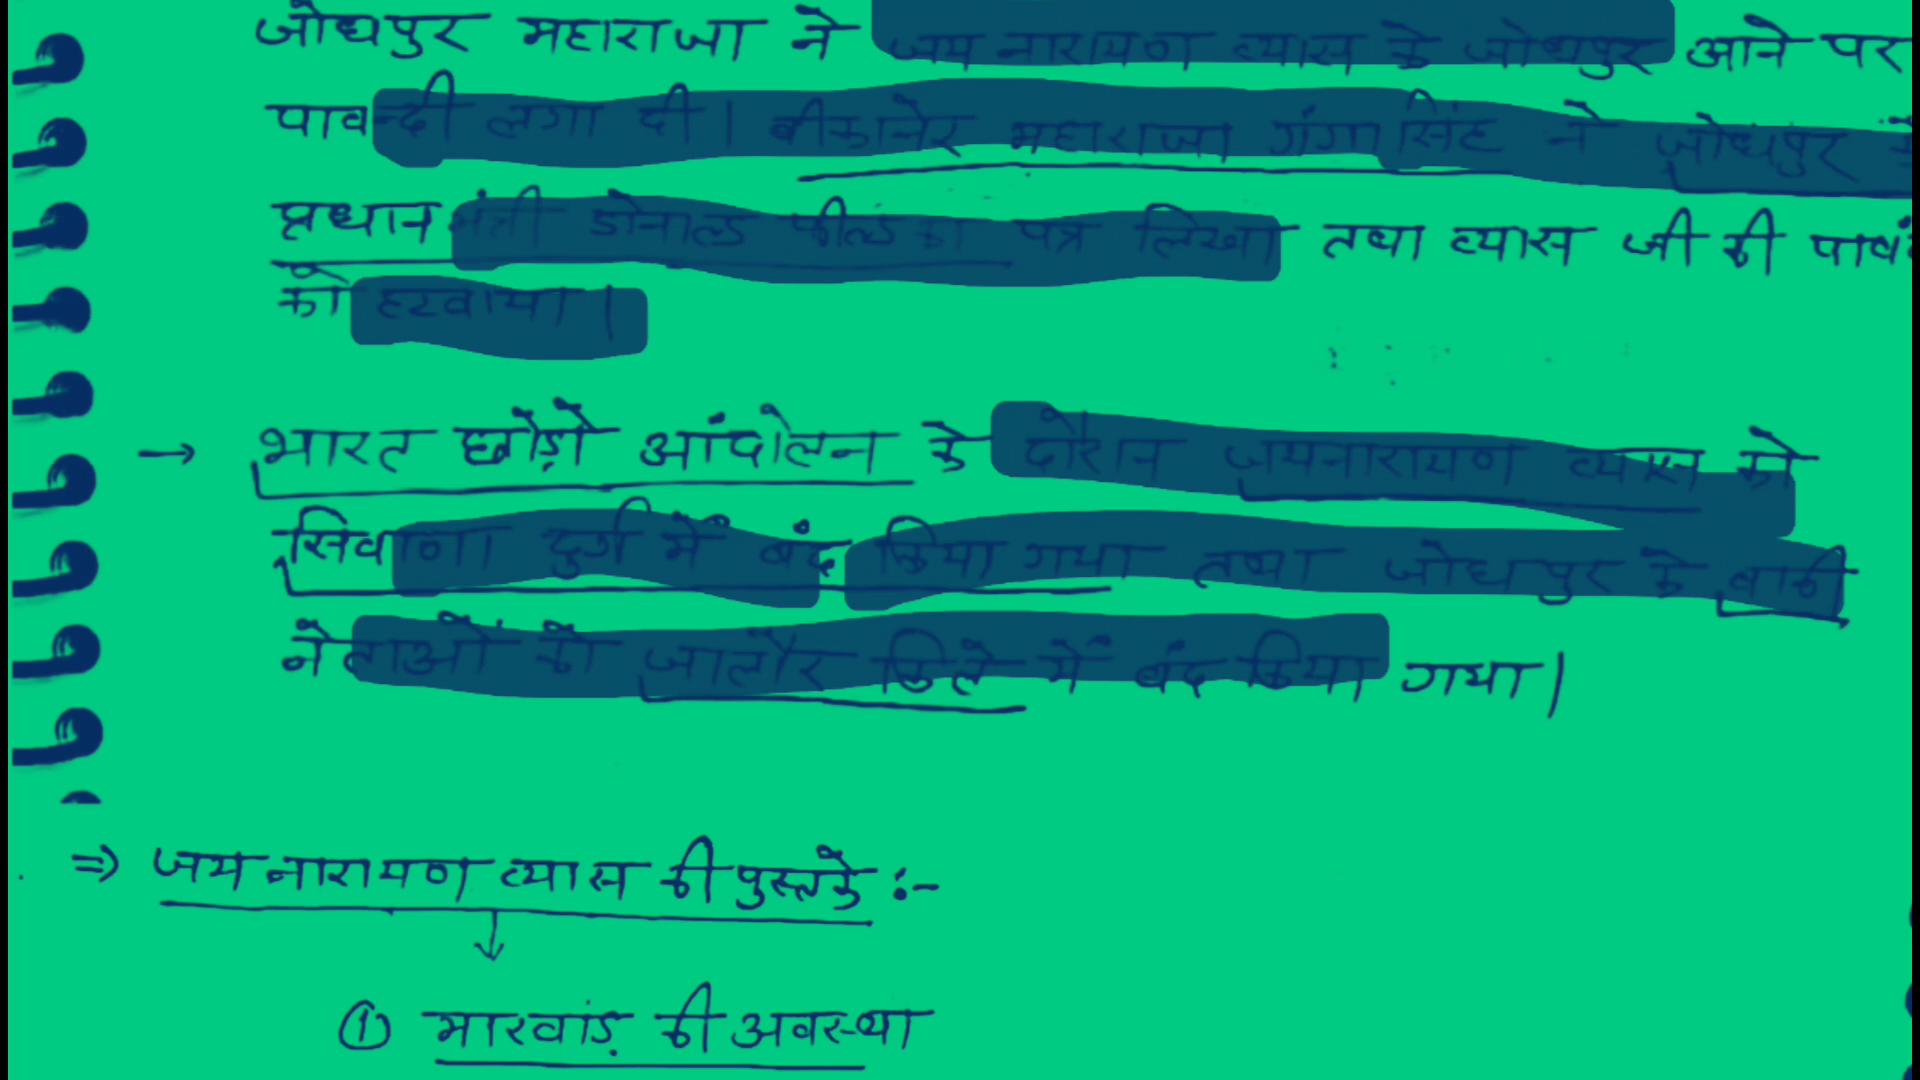 जोधपुर महाराजा ने जय नारायण व्यास के जोधपुर आने पर
पाबन्दी लगा दी। बीकानेर महाराजा गंगासिंह ने जोधपुर
प्रधान मंत्री डोनाल्ड फील्ड को पत्र लिखा तथा व्यास जी की
को हटवाया।
→ भारत छोड़ो आंदोलन के दौरान जयनारायण व्यास को
सिवाणा दुर्ग में बंद किया गया तथा जोधपुर के बाकी
नेताओं को जालौर किले में बंद किया गया।
⇒ जय नारायण व्यास की पुस्तकें :-
① मारवाड़ की अवस्था